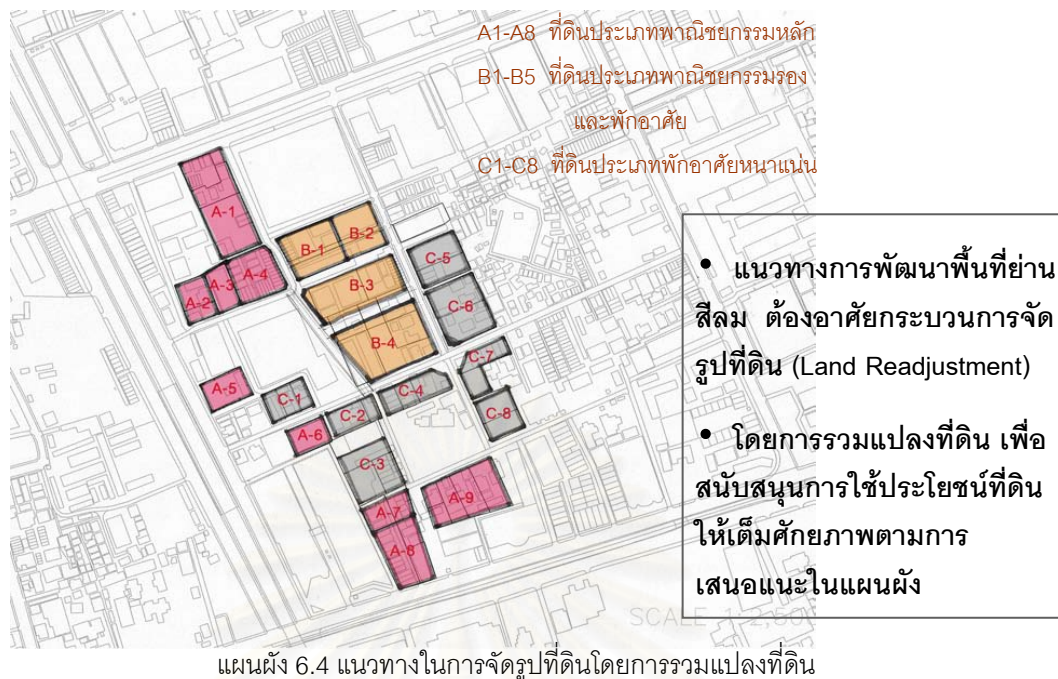 A1-A8 ที่ดินประเภทพาณิชยกรรมหลัก
B1-B5 ที่ดินประเภทพาณิชยกรรมรอง
และพักอาศัย
C1-C8 ที่ดินประเภทพักอาศัยหนาแน่น
A-1
B-2
B-1
A-4
A-3
A-2
B-3
C-5
C-6
B-4
C-7
A-5
C-1
C-4
C-2
C-8
A-6
C-3
A-9
A-7
A-8
• แนวทางการพัฒนาพื้นที่ย่าน
สีลม ต้องอาศัยกระบวนการจัด
รูปที่ดิน (Land Readjustment)
• โดยการรวมแปลงที่ดิน เพื่อ
สนับสนุนการใช้ประโยชน์ที่ดิน
ให้เต็มศักยภาพตามการ
เสนอแนะในแผนผัง
SCALE
แผนผัง 6.4 แนวทางในการจัดรูปที่ดินโดยการรวมแปลงที่ดิน